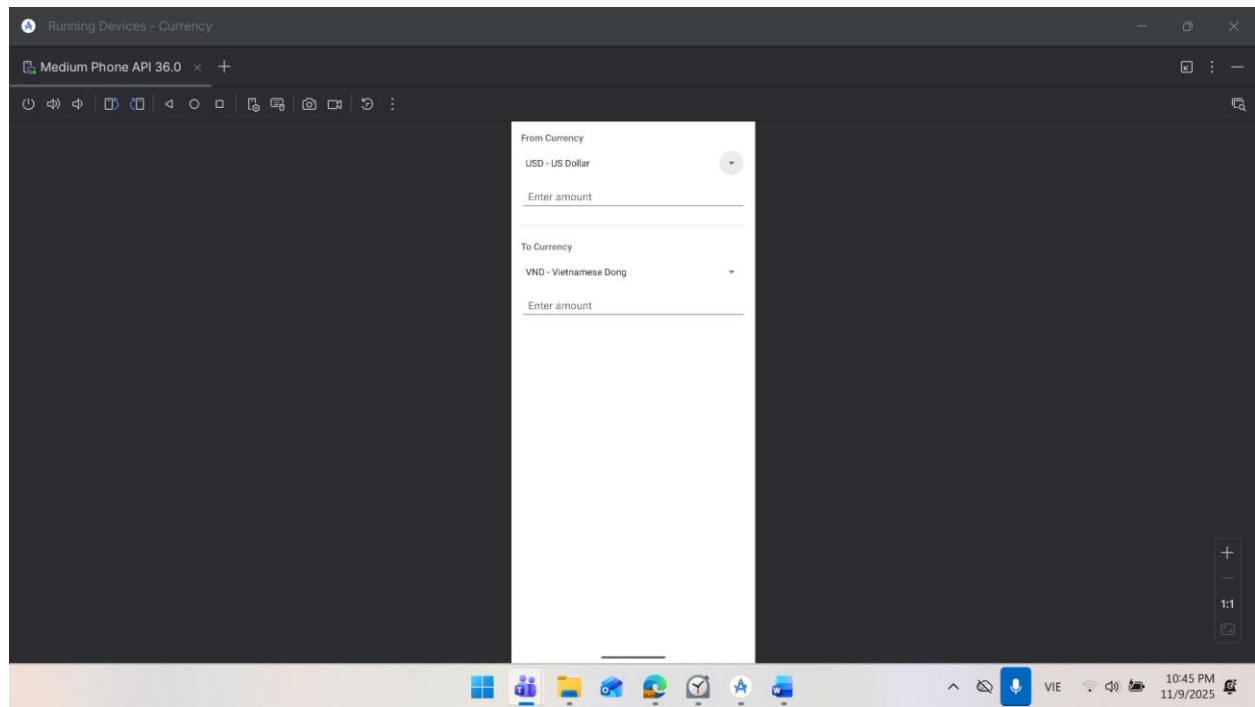 Running Devices - Currency
Medium Phone API 36.0
From Currency
USD - US Dollar
Enter amount
To Currency
VND - Vietnamese Dong
Enter amount
1:1
VIE
10:45 PM
11/9/2025